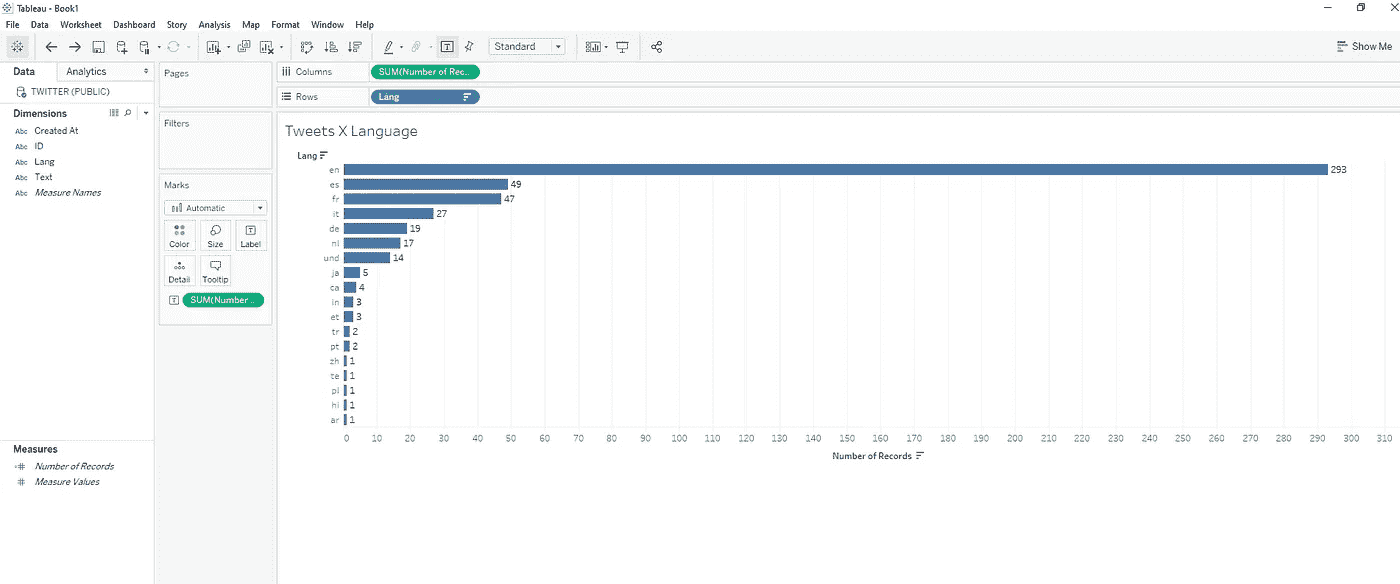 Tableau - Book1
File Data Worksheet Dashboard Story Analysis Map Format Window Help
Standard
Show Me
Data Analytics
TWITTER (PUBLIC)
Dimensions
Abc Created At
Abc ID
Abc Lang
Abc Text
Abc Measure Names
Measures
# Number of Records
# Measure Values
Pages
Filters
Marks
Automatic
Color Size Label
Detail Tooltip
SUM(Number ..
Columns SUM(Number of Rec..
Rows Lang
Tweets X Language
Lang
en 293
es 49
fr 47
it 27
de 19
nl 17
und 14
ja 5
ca 4
in 3
et 3
tr 2
pt 2
zh 1
te 1
pl 1
hi 1
ar 1
0 10 20 30 40 50 60 70 80 90 100 110 120 130 140 150 160 170 180 190 200 210 220 230 240 250 260 270 280 290 300 310
Number of Records